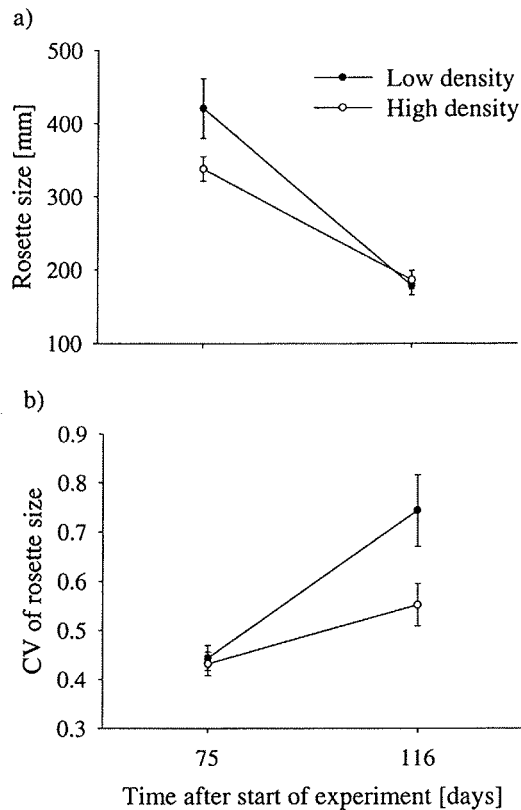 a)
500
400
300
200
100
Rosette size [mm]
Low density
High density
b)
0.9
0.8
0.7
0.6
0.5
0.4
0.3
CV of rosette size
75 116
Time after start of experiment [days]